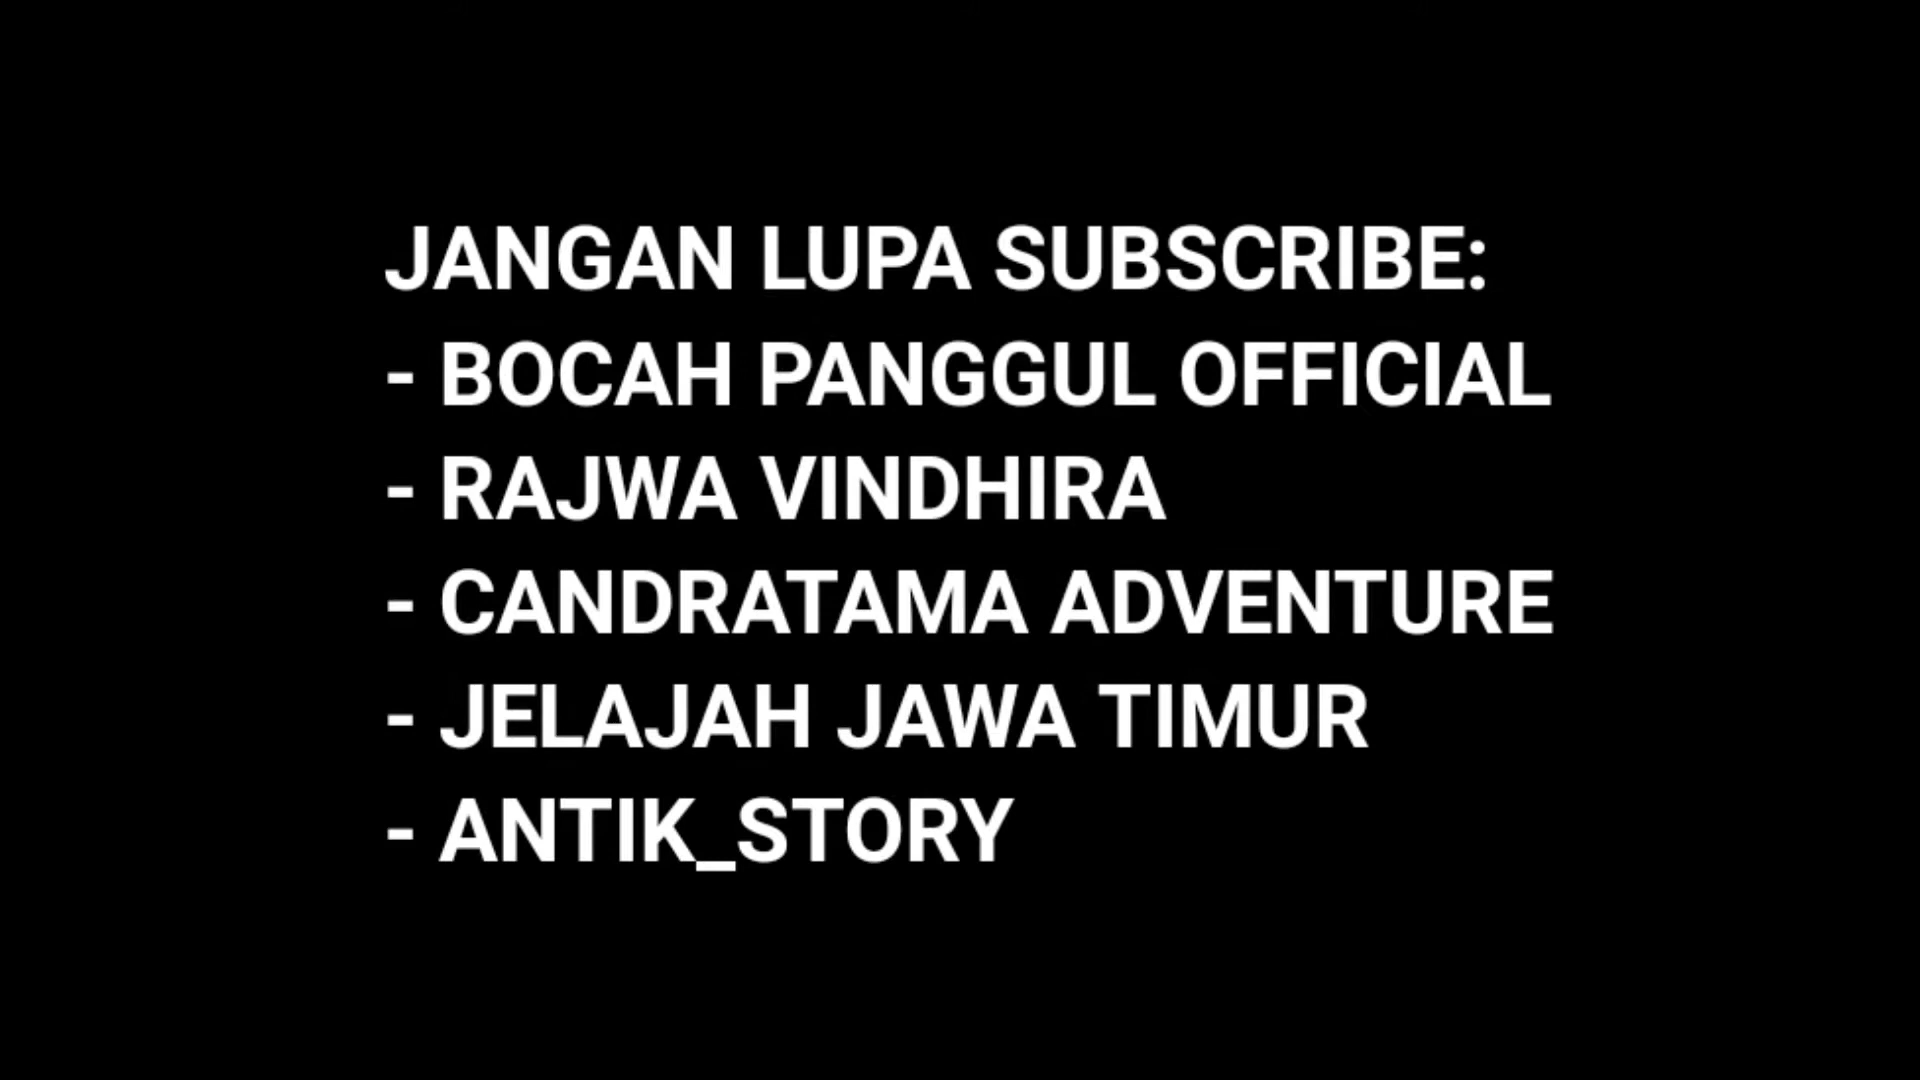 JANGAN LUPA SUBSCRIBE:
- BOCAH PANGGUL OFFICIAL
- RAJWA VINDHIRA
- CANDRATAMA ADVENTURE
- JELAJAH JAWA TIMUR
- ANTIK_STORY